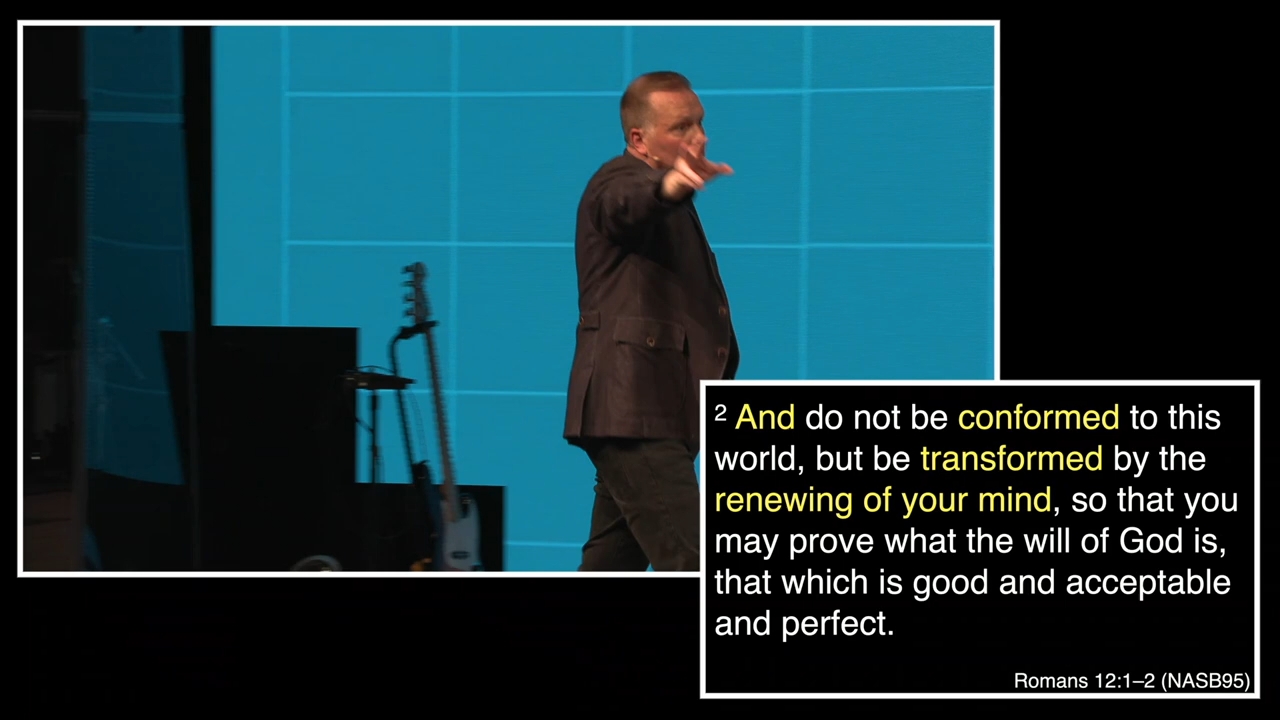 2 And do not be conformed to this
world, but be transformed by the
renewing of your mind, so that you
may prove what the will of God is,
that which is good and acceptable
and perfect.
Romans 12:1–2 (NASB95)